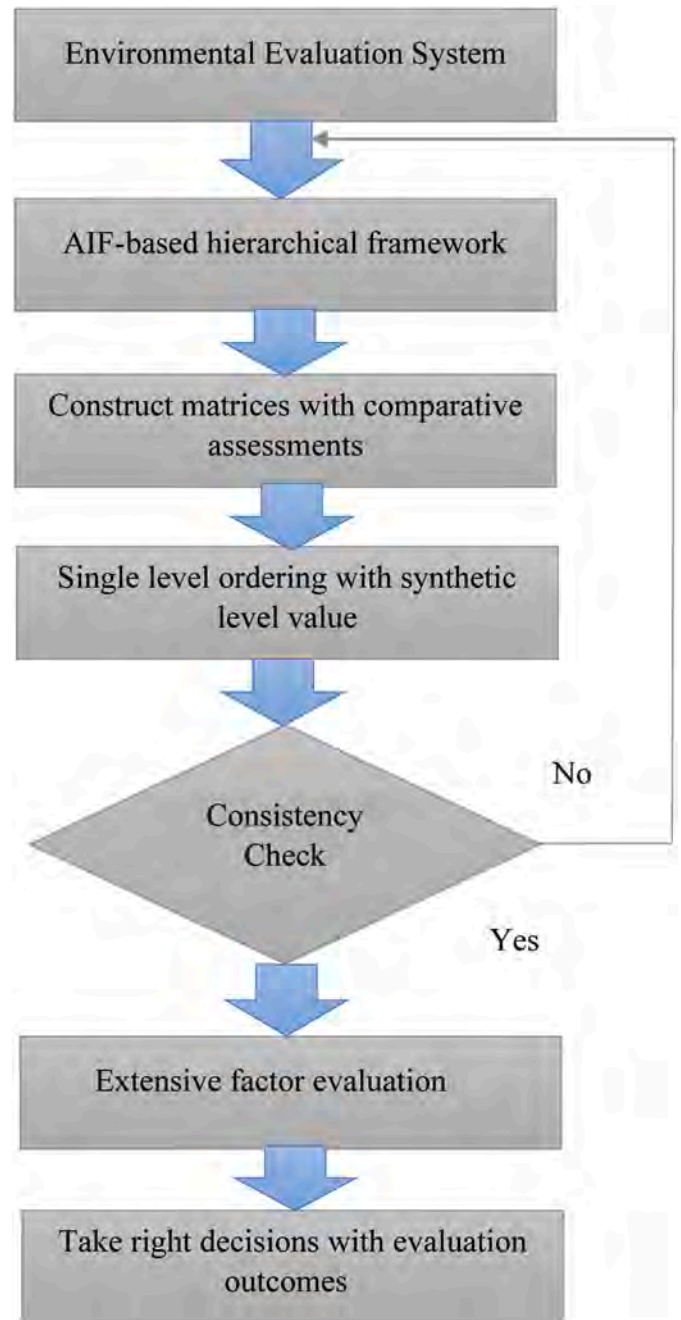 Environmental Evaluation System
AIF-based hierarchical framework
Construct matrices with comparative
assessments
Single level ordering with synthetic
level value
No
Consistency
Check
Yes
Extensive factor evaluation
Take right decisions with evaluation
outcomes